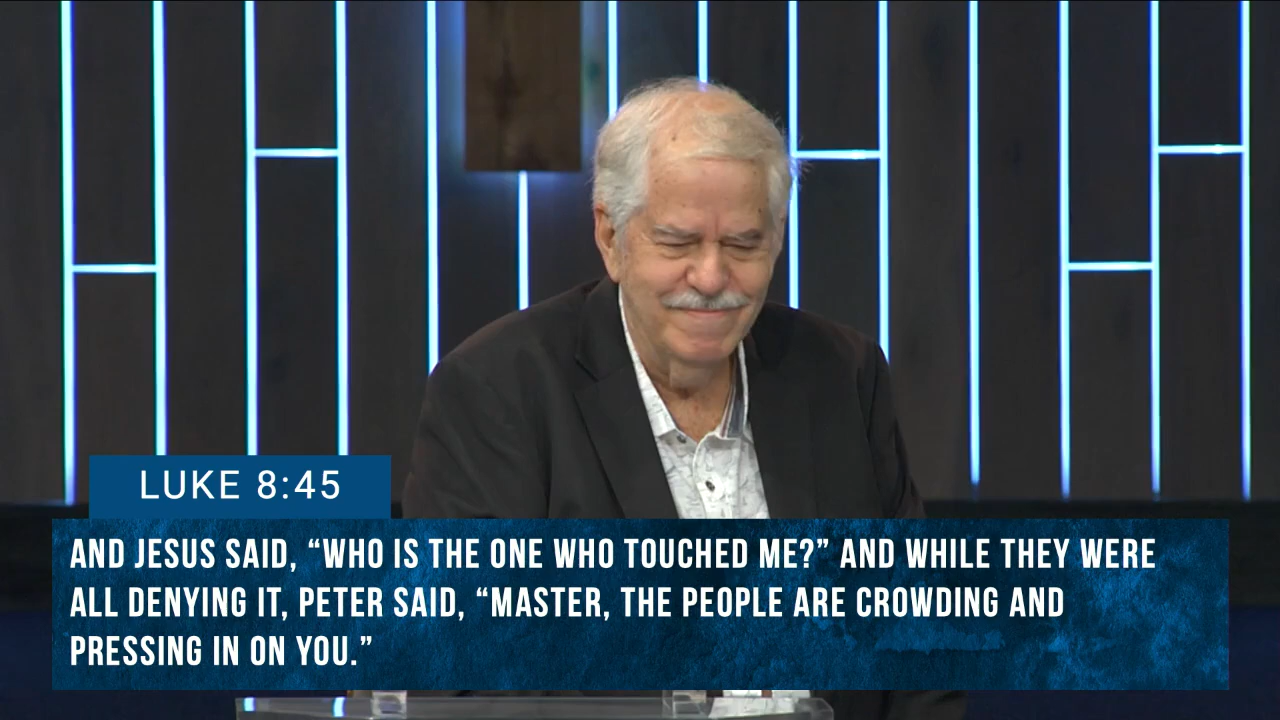 LUKE 8:45
AND JESUS SAID, “WHO IS THE ONE WHO TOUCHED ME?” AND WHILE THEY WERE
ALL DENYING IT, PETER SAID, “MASTER, THE PEOPLE ARE CROWDING AND
PRESSING IN ON YOU.”